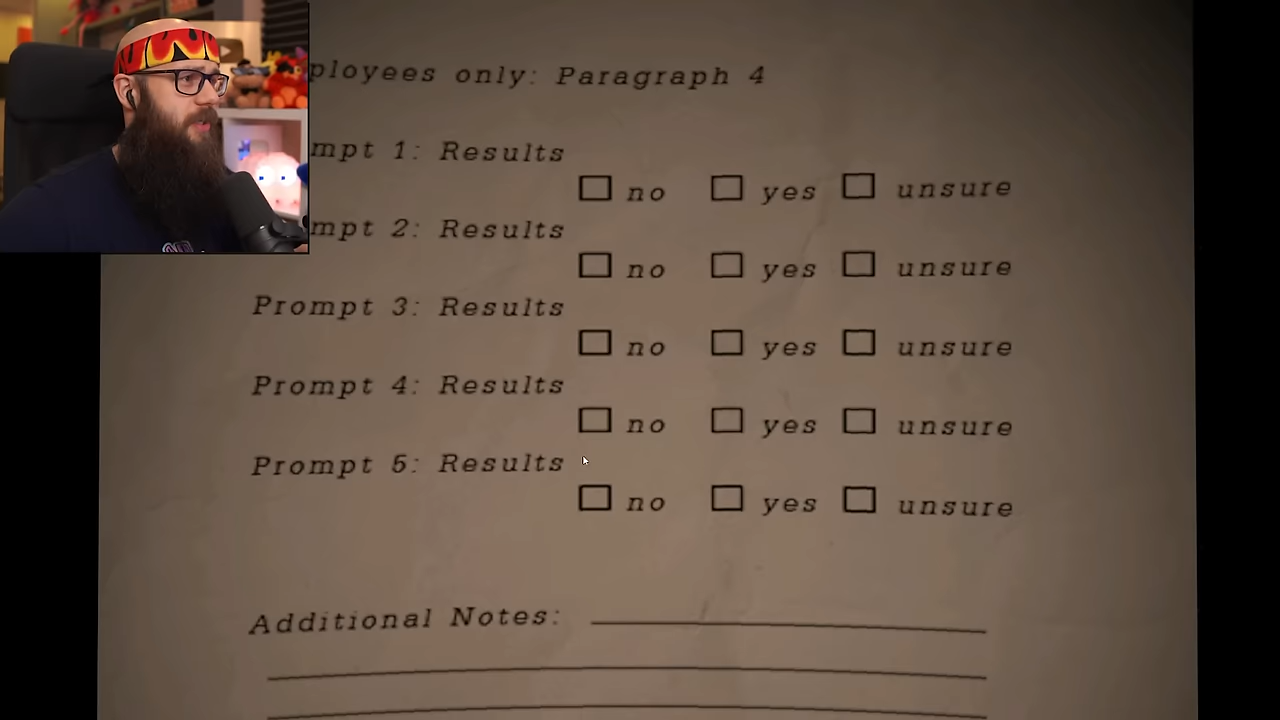 ployees only: Paragraph 4
mpt 1: Results
no yes unsure
mpt 2: Results
no yes unsure
Prompt 3: Results
no yes unsure
Prompt 4: Results
no yes unsure
Prompt 5: Results
no yes unsure
Additional Notes: